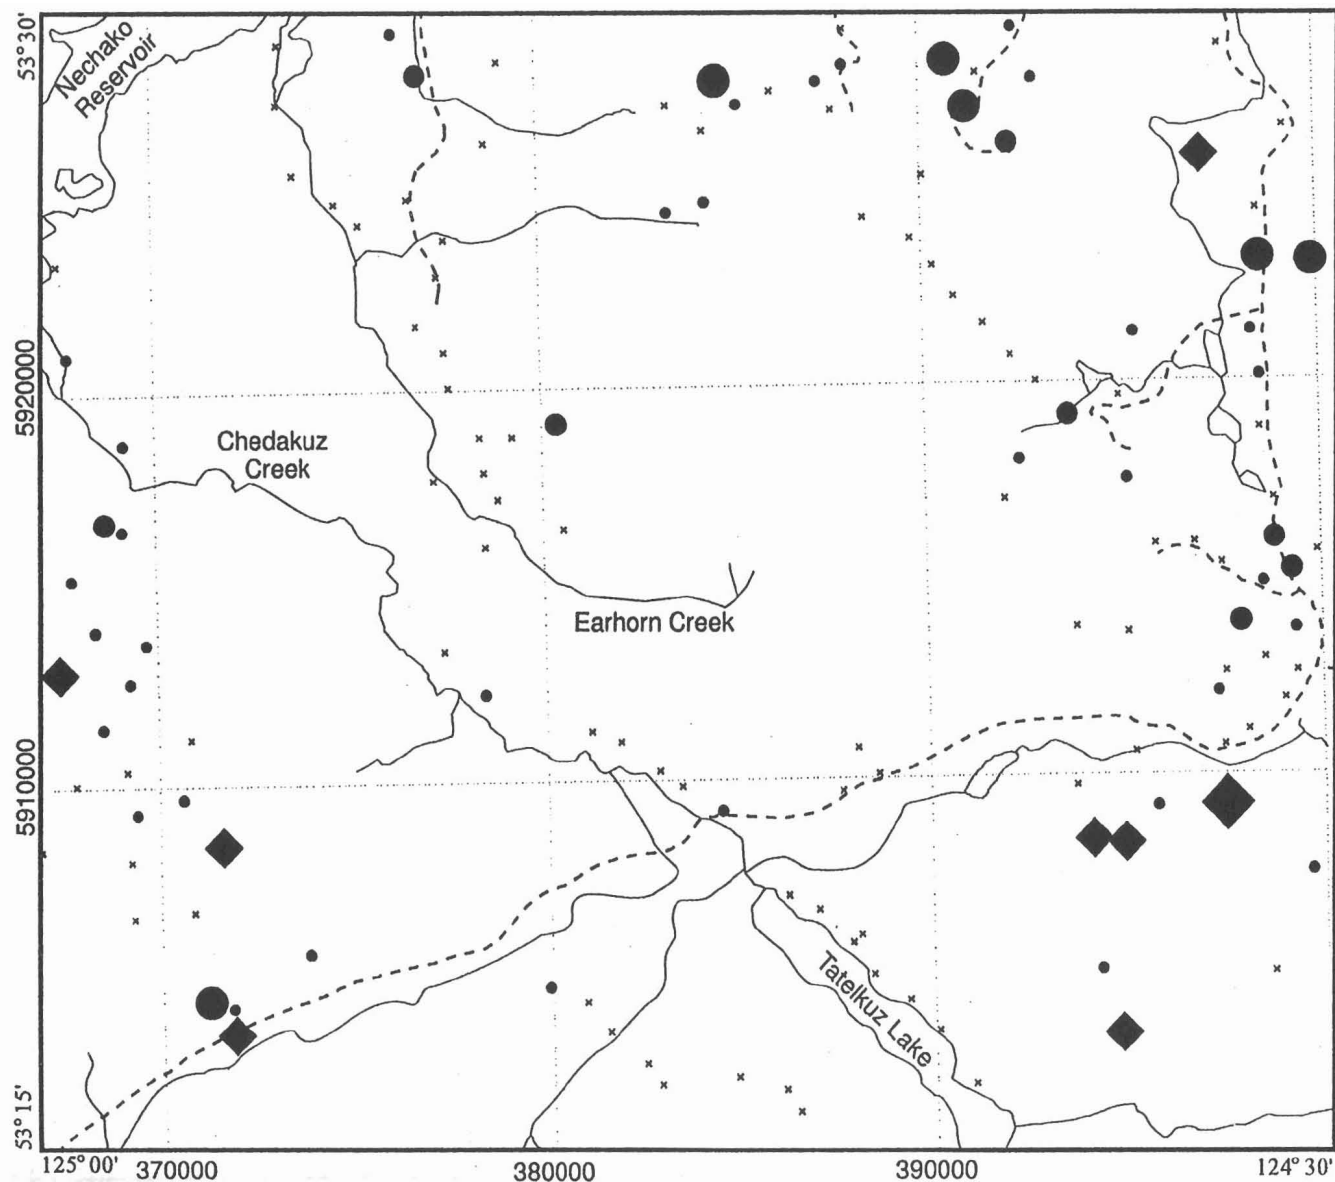 53° 30'
Nechako
Reservoir
5920000
Chedakuz
Creek
Earhorn Creek
5910000
Tatelkuz Lake
53° 15'
125° 00'
370000
380000
390000
124° 30'